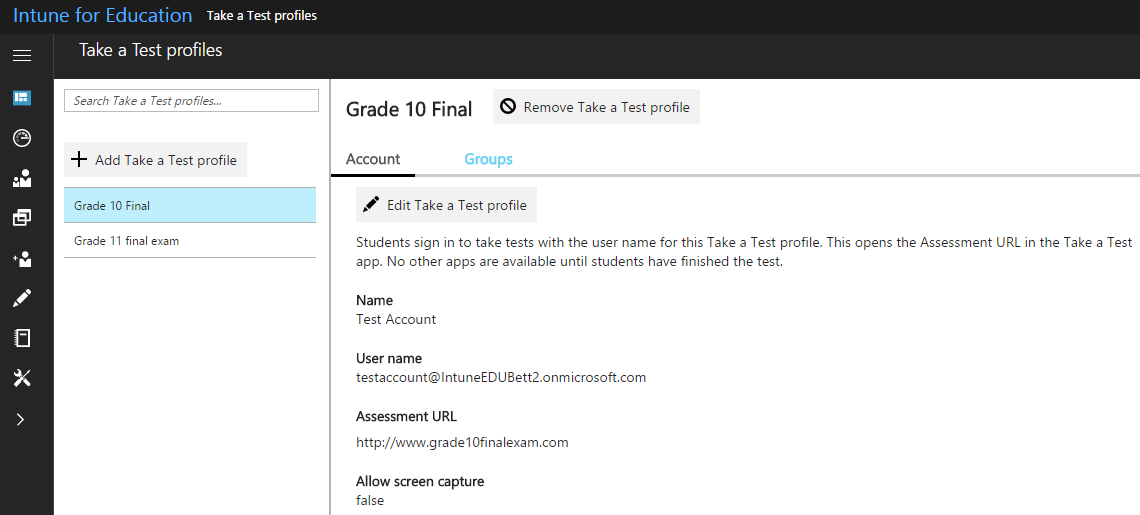 Intune for Education Take a Test profiles
Take a Test profiles
Search Take a Test profiles...
Add Take a Test profile
Grade 10 Final
Grade 11 final exam
Grade 10 Final
Remove Take a Test profile
Account
Groups
Edit Take a Test profile
Students sign in to take tests with the user name for this Take a Test profile. This opens the Assessment URL in the Take a Test
app. No other apps are available until students have finished the test.
Name
Test Account
User name
testaccount@IntuneEDUBett2.onmicrosoft.com
Assessment URL
http://www.grade10finalexam.com
Allow screen capture
false